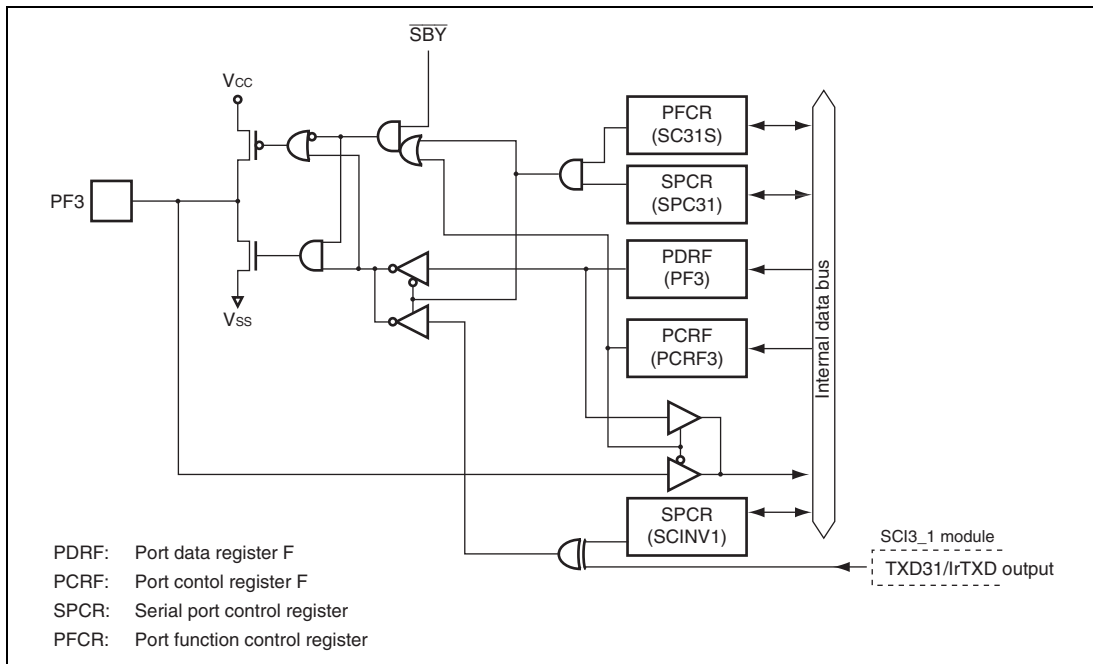 SBY
Vcc
PFCR
(SC31S)
SPCR
(SPC31)
PF3
PDRF
(PF3)
Vss
PCRF
(PCRF3)
Internal data bus
SPCR
(SCINV1)
SCI3_1 module
TXD31/IrTXD output
PDRF: Port data register F
PCRF: Port contol register F
SPCR: Serial port control register
PFCR: Port function control register